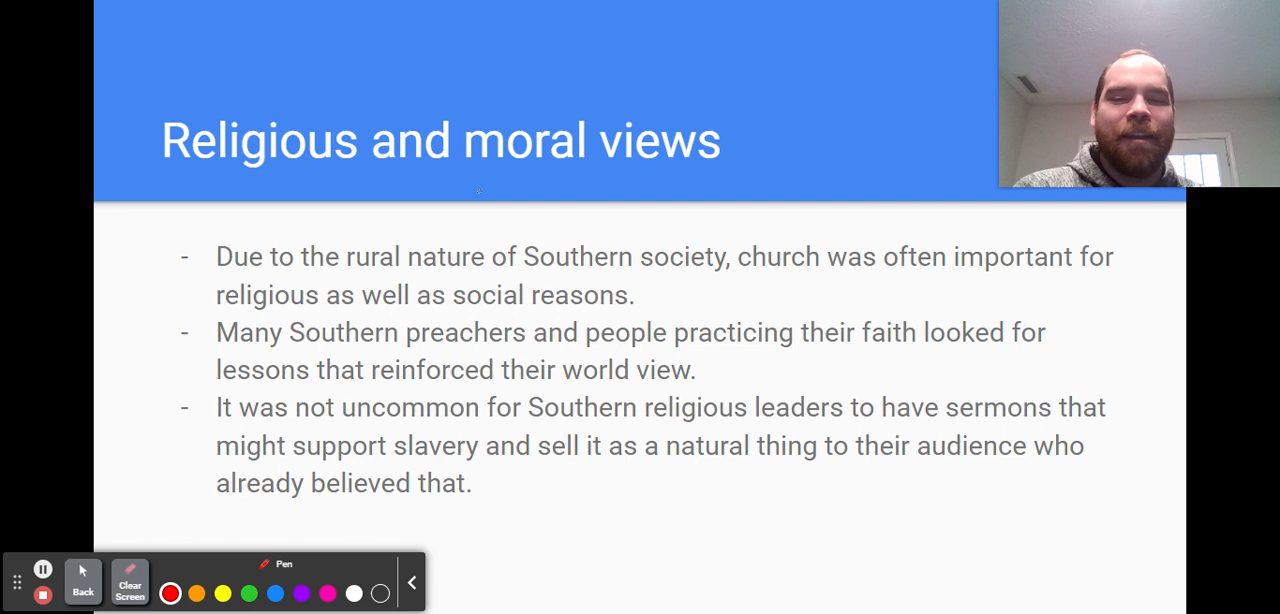 Religious and moral views
- Due to the rural nature of Southern society, church was often important for
religious as well as social reasons.
- Many Southern preachers and people practicing their faith looked for
lessons that reinforced their world view.
- It was not uncommon for Southern religious leaders to have sermons that
might support slavery and sell it as a natural thing to their audience who
already believed that.
Pen
Back
Clear
Screen